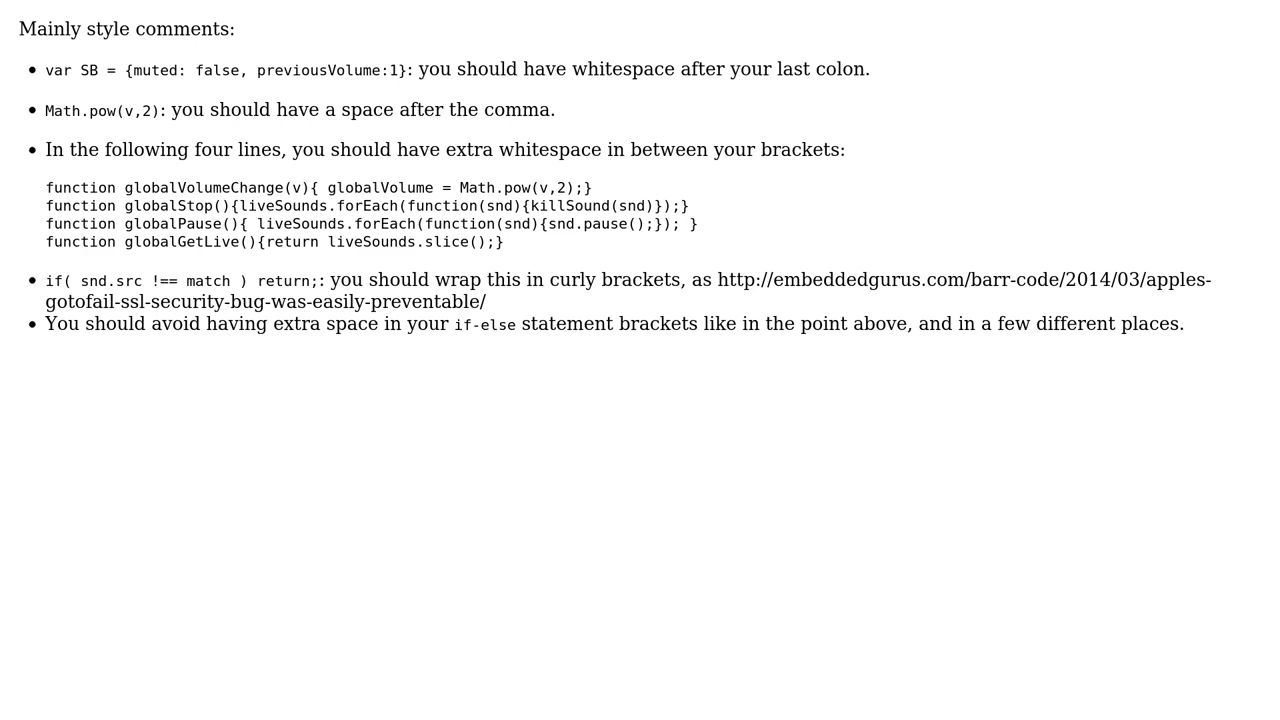 Mainly style comments:
• var SB = {muted: false, previousVolume:1}: you should have whitespace after your last colon.
• Math.pow(v,2): you should have a space after the comma.
• In the following four lines, you should have extra whitespace in between your brackets:
function globalVolumeChange(v){ globalVolume = Math.pow(v,2);}
function globalStop(){liveSounds.forEach(function(snd){killSound(snd)});}
function globalPause(){ liveSounds.forEach(function(snd){snd.pause();}); }
function globalGetLive(){return liveSounds.slice();}
• if( snd.src !== match ) return;: you should wrap this in curly brackets, as http://embeddedgurus.com/barr-code/2014/03/apples-
gotofail-ssl-security-bug-was-easily-preventable/
• You should avoid having extra space in your if-else statement brackets like in the point above, and in a few different places.